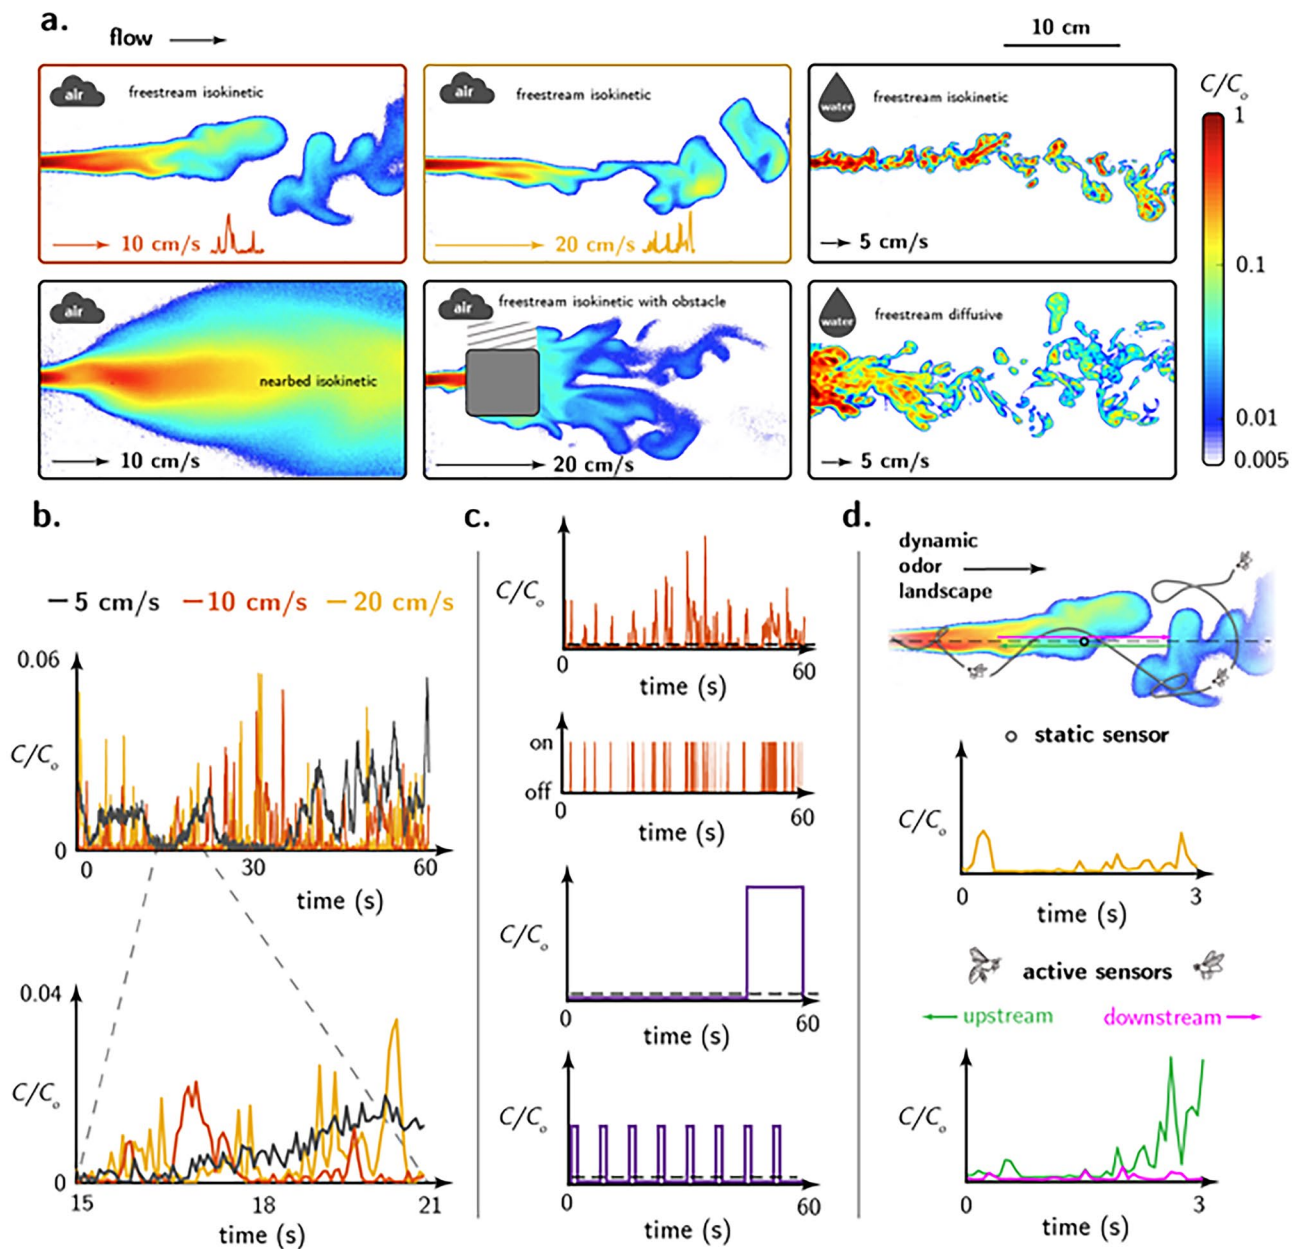 a.
flow
10 cm
air
freestream isokinetic
10 cm/s
air
freestream isokinetic
20 cm/s
water
freestream isokinetic
5 cm/s
C/Cₒ
1
0.1
0.01
0.005
air
nearbed isokinetic
10 cm/s
air
freestream isokinetic with obstacle
20 cm/s
water
freestream diffusive
5 cm/s
b.
5 cm/s 10 cm/s 20 cm/s
0.06
C/Cₒ
0
0 30 60
time (s)
0.04
C/Cₒ
0
15 18 21
time (s)
c.
C/Cₒ
0 60
time (s)
on
off
0 60
time (s)
C/Cₒ
0 60
time (s)
C/Cₒ
0 60
time (s)
d.
dynamic
odor
landscape
static sensor
C/Cₒ
0 3
time (s)
active sensors
upstream downstream
C/Cₒ
0 3
time (s)